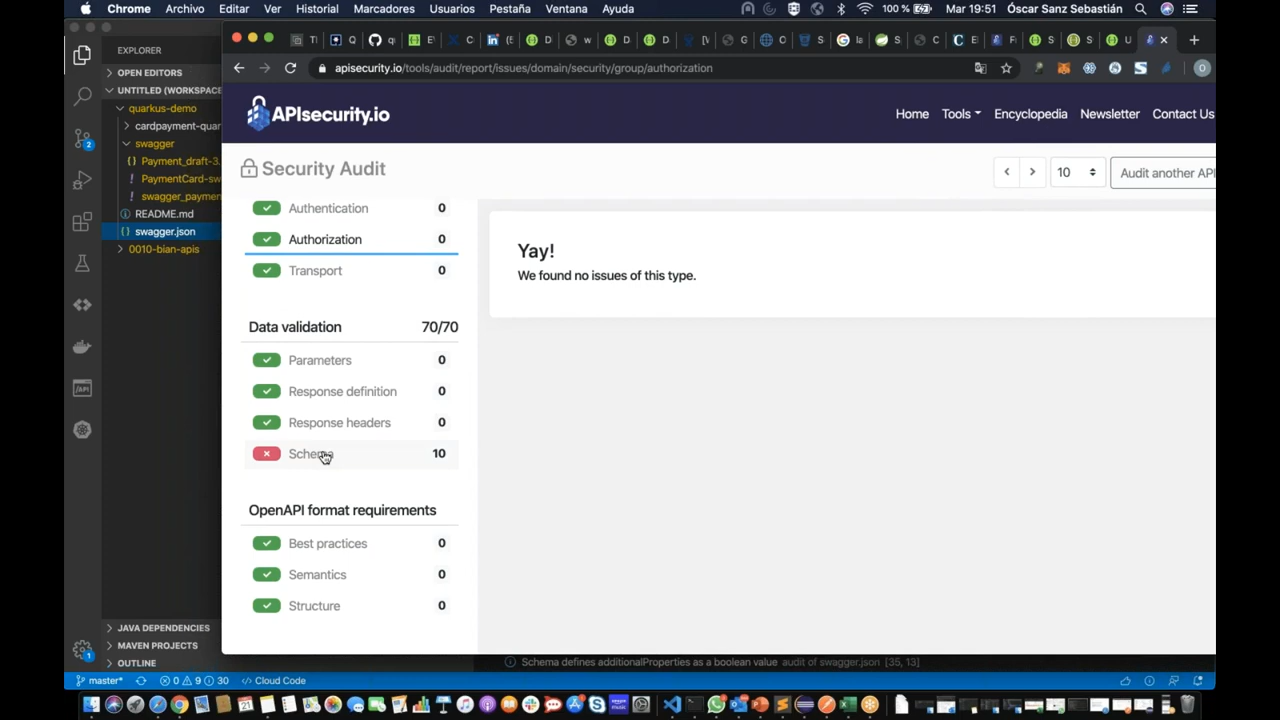 Chrome Archivo Editar Ver Historial Marcadores Usuarios Pestaña Ventana Ayuda 100 % Mar 19:51 Óscar Sanz Sebastián
EXPLORER
OPEN EDITORS
UNTITLED (WORKSPACE
quarkus-demo
cardpayment-quar
swagger
Payment_draft-3.
PaymentCard-sw
swagger_paymen
README.md
swagger.json
0010-bian-apis
JAVA DEPENDENCIES
MAVEN PROJECTS
OUTLINE
apisecurity.io/tools/audit/report/issues/domain/security/group/authorization
APIsecurity.io
Home Tools Encyclopedia Newsletter Contact Us
Security Audit
10 Audit another API
Authentication 0
Authorization 0
Transport 0
Data validation 70/70
Parameters 0
Response definition 0
Response headers 0
Schema 10
OpenAPI format requirements
Best practices 0
Semantics 0
Structure 0
Yay!
We found no issues of this type.
Schema defines additionalProperties as a boolean value audit of swagger.json [35, 13]
master* 0 9 30 Cloud Code